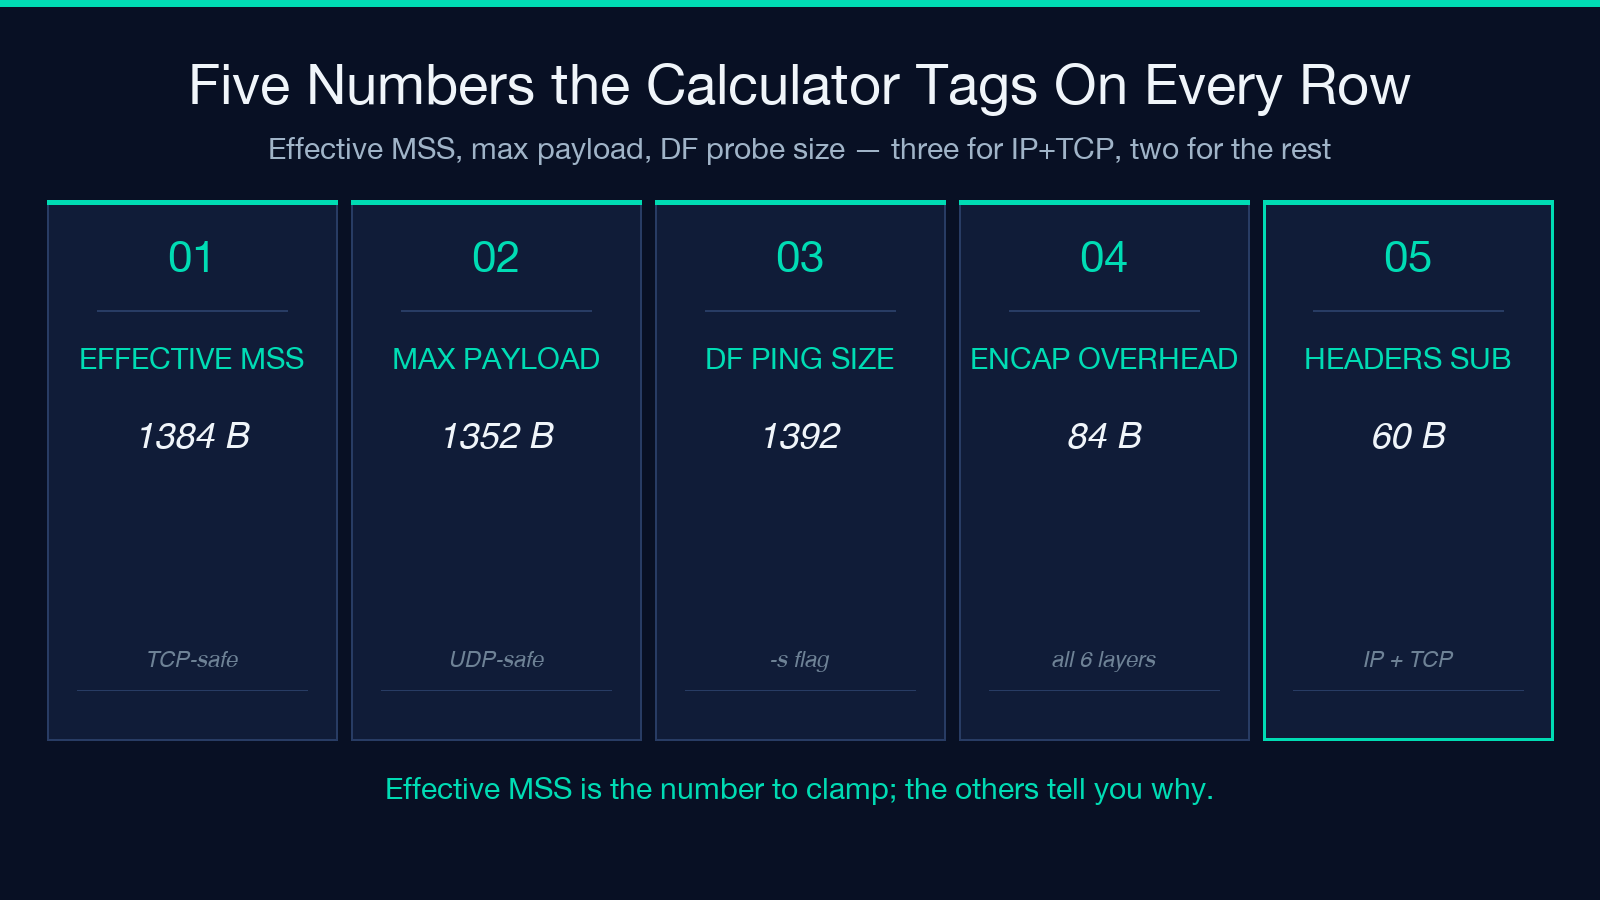 Five Numbers the Calculator Tags On Every Row
Effective MSS, max payload, DF probe size — three for IP+TCP, two for the rest
01
EFFECTIVE MSS
1384 B
TCP-safe
02
MAX PAYLOAD
1352 B
UDP-safe
03
DF PING SIZE
1392
-s flag
04
ENCAP OVERHEAD
84 B
all 6 layers
05
HEADERS SUB
60 B
IP + TCP
Effective MSS is the number to clamp; the others tell you why.